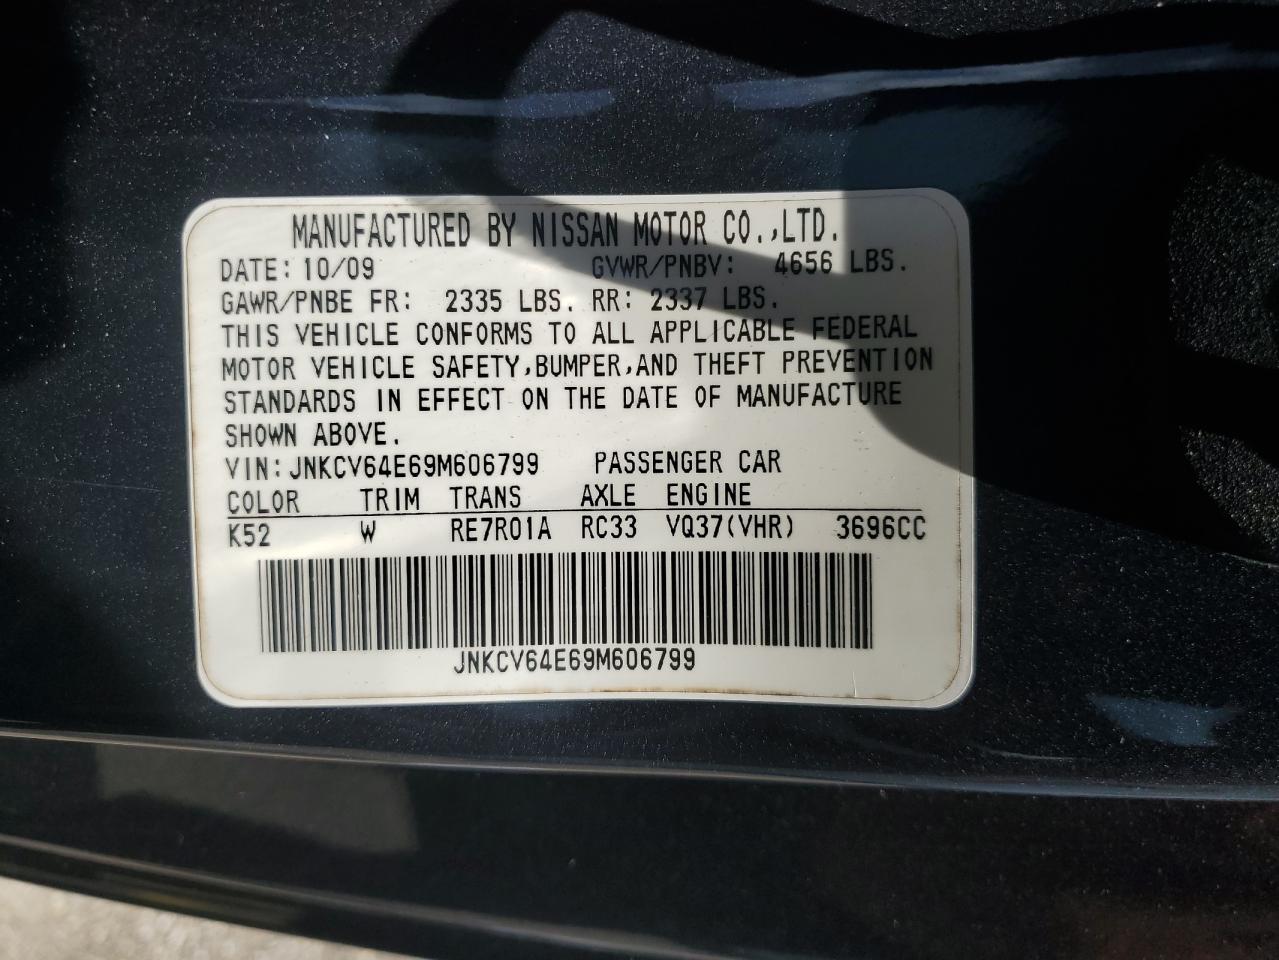 MANUFACTURED BY NISSAN MOTOR CO.,LTD.
DATE: 10/09 GVWR/PNBV: 4656 LBS.
GAWR/PNBE FR: 2335 LBS. RR: 2337 LBS.
THIS VEHICLE CONFORMS TO ALL APPLICABLE FEDERAL
MOTOR VEHICLE SAFETY,BUMPER,AND THEFT PREVENTION
STANDARDS IN EFFECT ON THE DATE OF MANUFACTURE
SHOWN ABOVE.
VIN: JNKCV64E69M606799 PASSENGER CAR
COLOR TRIM TRANS AXLE ENGINE
K52 W RE7R01A RC33 VQ37(VHR) 3696CC
JNKCV64E69M606799